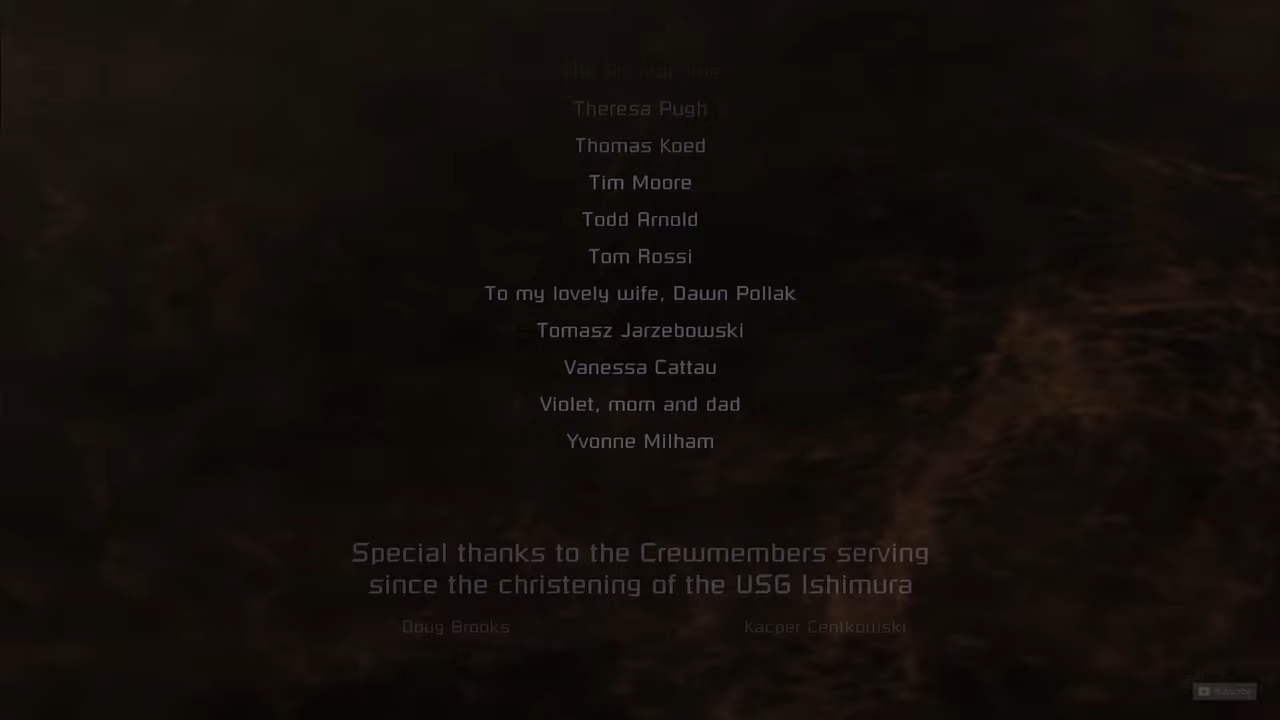 Theresa Pugh
Thomas Koed
Tim Moore
Todd Arnold
Tom Rossi
To my lovely wife, Dawn Pollak
Tomasz Jarzebowski
Vanessa Cattau
Violet, mom and dad
Yvonne Milham
Special thanks to the Crewmembers serving
since the christening of the USG Ishimura
Doug Brooks Kacper Centkowski
Subscribe